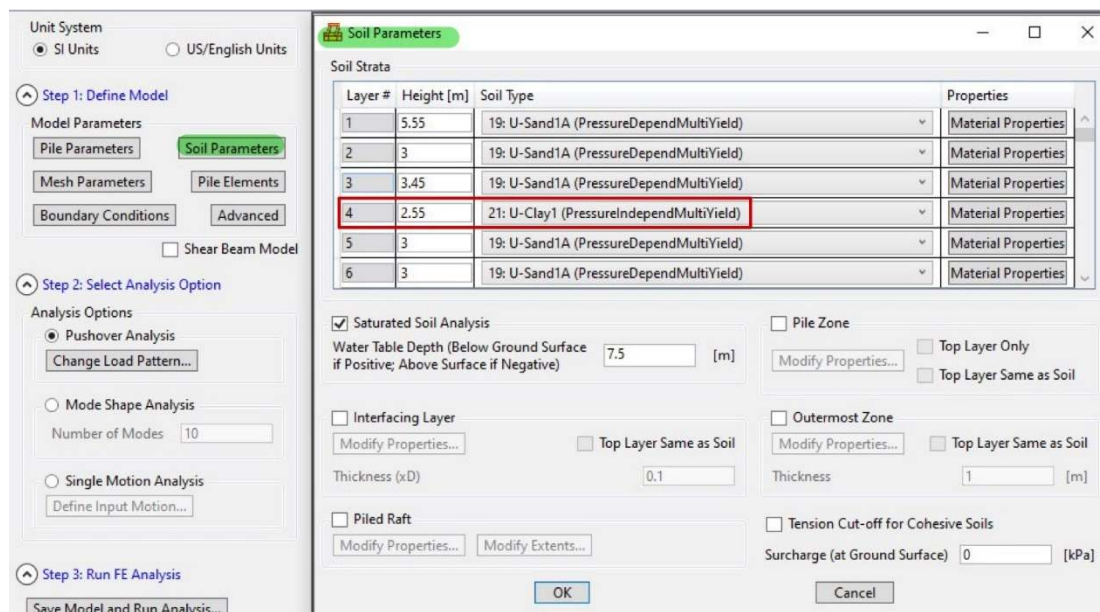 Unit System
SI Units
US/English Units
Step 1: Define Model
Model Parameters
Pile Parameters
Soil Parameters
Mesh Parameters
Pile Elements
Boundary Conditions
Advanced
Shear Beam Model
Step 2: Select Analysis Option
Analysis Options
Pushover Analysis
Change Load Pattern...
Mode Shape Analysis
Number of Modes 10
Single Motion Analysis
Define Input Motion...
Step 3: Run FE Analysis
Save Model and Run Analysis...
Soil Parameters
Soil Strata
Layer # Height [m] Soil Type Properties
1 5.55 19: U-Sand1A (PressureDependMultiYield) Material Properties
2 3 19: U-Sand1A (PressureDependMultiYield) Material Properties
3 3.45 19: U-Sand1A (PressureDependMultiYield) Material Properties
4 2.55 21: U-Clay1 (PressureIndependMultiYield) Material Properties
5 3 19: U-Sand1A (PressureDependMultiYield) Material Properties
6 3 19: U-Sand1A (PressureDependMultiYield) Material Properties
Saturated Soil Analysis
Water Table Depth (Below Ground Surface
if Positive; Above Surface if Negative) 7.5 [m]
Pile Zone
Modify Properties...
Top Layer Only
Top Layer Same as Soil
Interfacing Layer
Modify Properties...
Top Layer Same as Soil
Thickness (xD) 0.1
Outermost Zone
Modify Properties...
Top Layer Same as Soil
Thickness 1 [m]
Piled Raft
Modify Properties...
Modify Extents...
Tension Cut-off for Cohesive Soils
Surcharge (at Ground Surface) 0 [kPa]
OK
Cancel